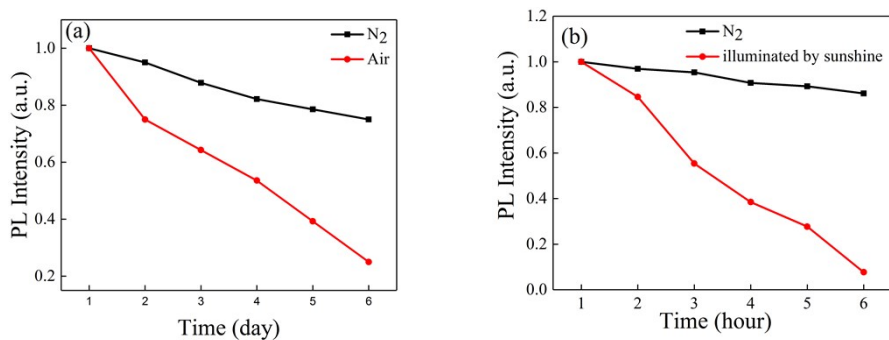 (a)
N2
Air
PL Intensity (a.u.)
1.0
0.8
0.6
0.4
0.2
1 2 3 4 5 6
Time (day)
(b)
N2
illuminated by sunshine
PL Intensity (a.u.)
1.2
1.0
0.8
0.6
0.4
0.2
0.0
1 2 3 4 5 6
Time (hour)